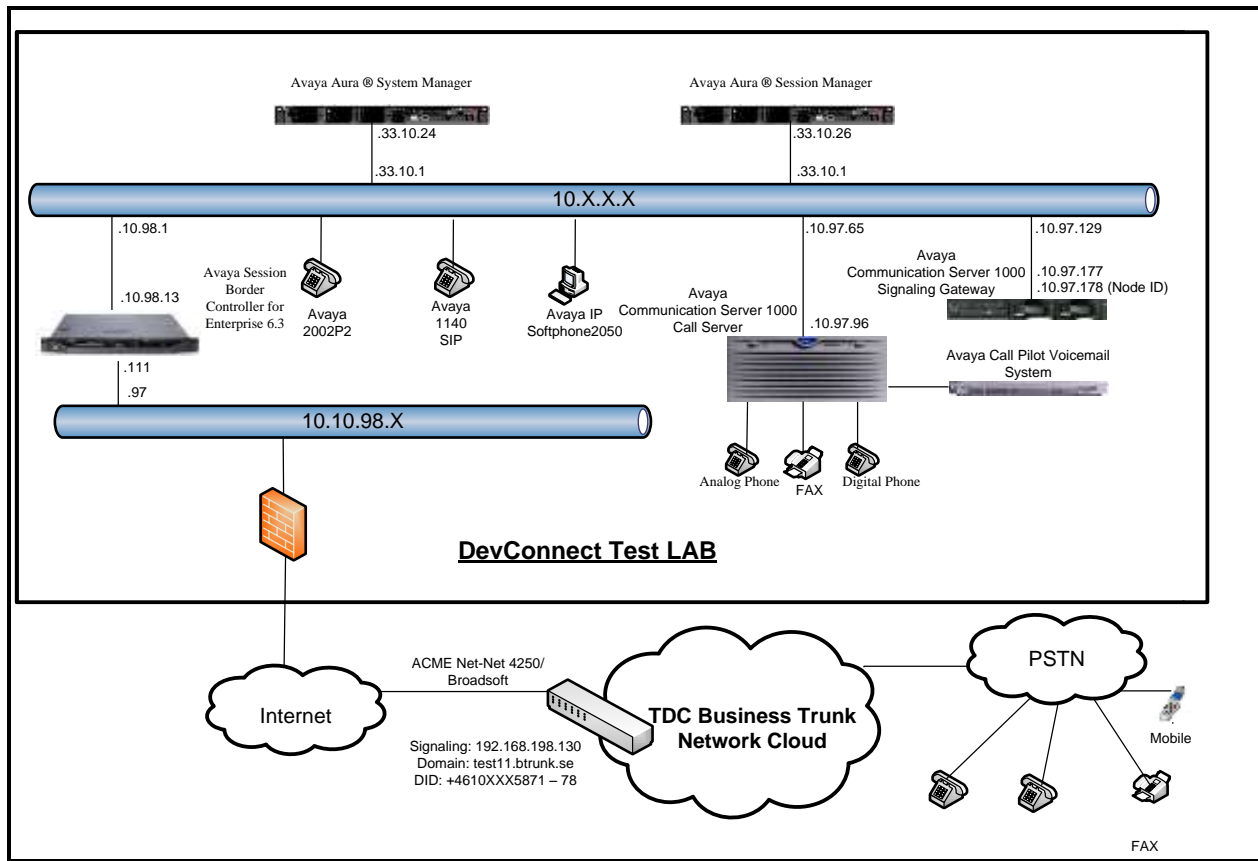 Avaya Aura ® System Manager
Avaya Aura ® Session Manager
.33.10.24
.33.10.26
.33.10.1
.33.10.1
10.X.X.X
.10.98.1
.10.97.65
.10.97.129
Avaya Session
Border
Controller for
Enterprise 6.3
.10.98.13
Avaya
2002P2
Avaya
1140
SIP
Avaya IP
Softphone2050
Avaya
Communication Server 1000
Call Server
.10.97.96
Avaya
Communication Server 1000
Signaling Gateway
.10.97.177
.10.97.178 (Node ID)
Avaya Call Pilot Voicemail
System
.111
.97
10.10.98.X
Analog Phone
FAX
Digital Phone
DevConnect Test LAB
Internet
ACME Net-Net 4250/
Broadsoft
Signaling: 192.168.198.130
Domain: test11.btrunk.se
DID: +4610XXX5871 – 78
TDC Business Trunk
Network Cloud
PSTN
Mobile
FAX